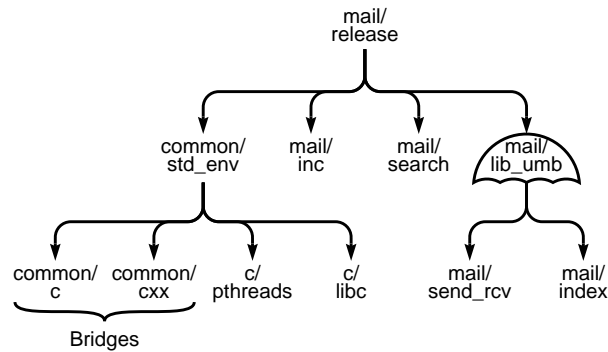 mail/
release
common/
std_env
mail/
inc
mail/
search
mail/
lib_umb
common/
c
common/
cxx
c/
pthreads
c/
libc
mail/
send_rcv
mail/
index
Bridges